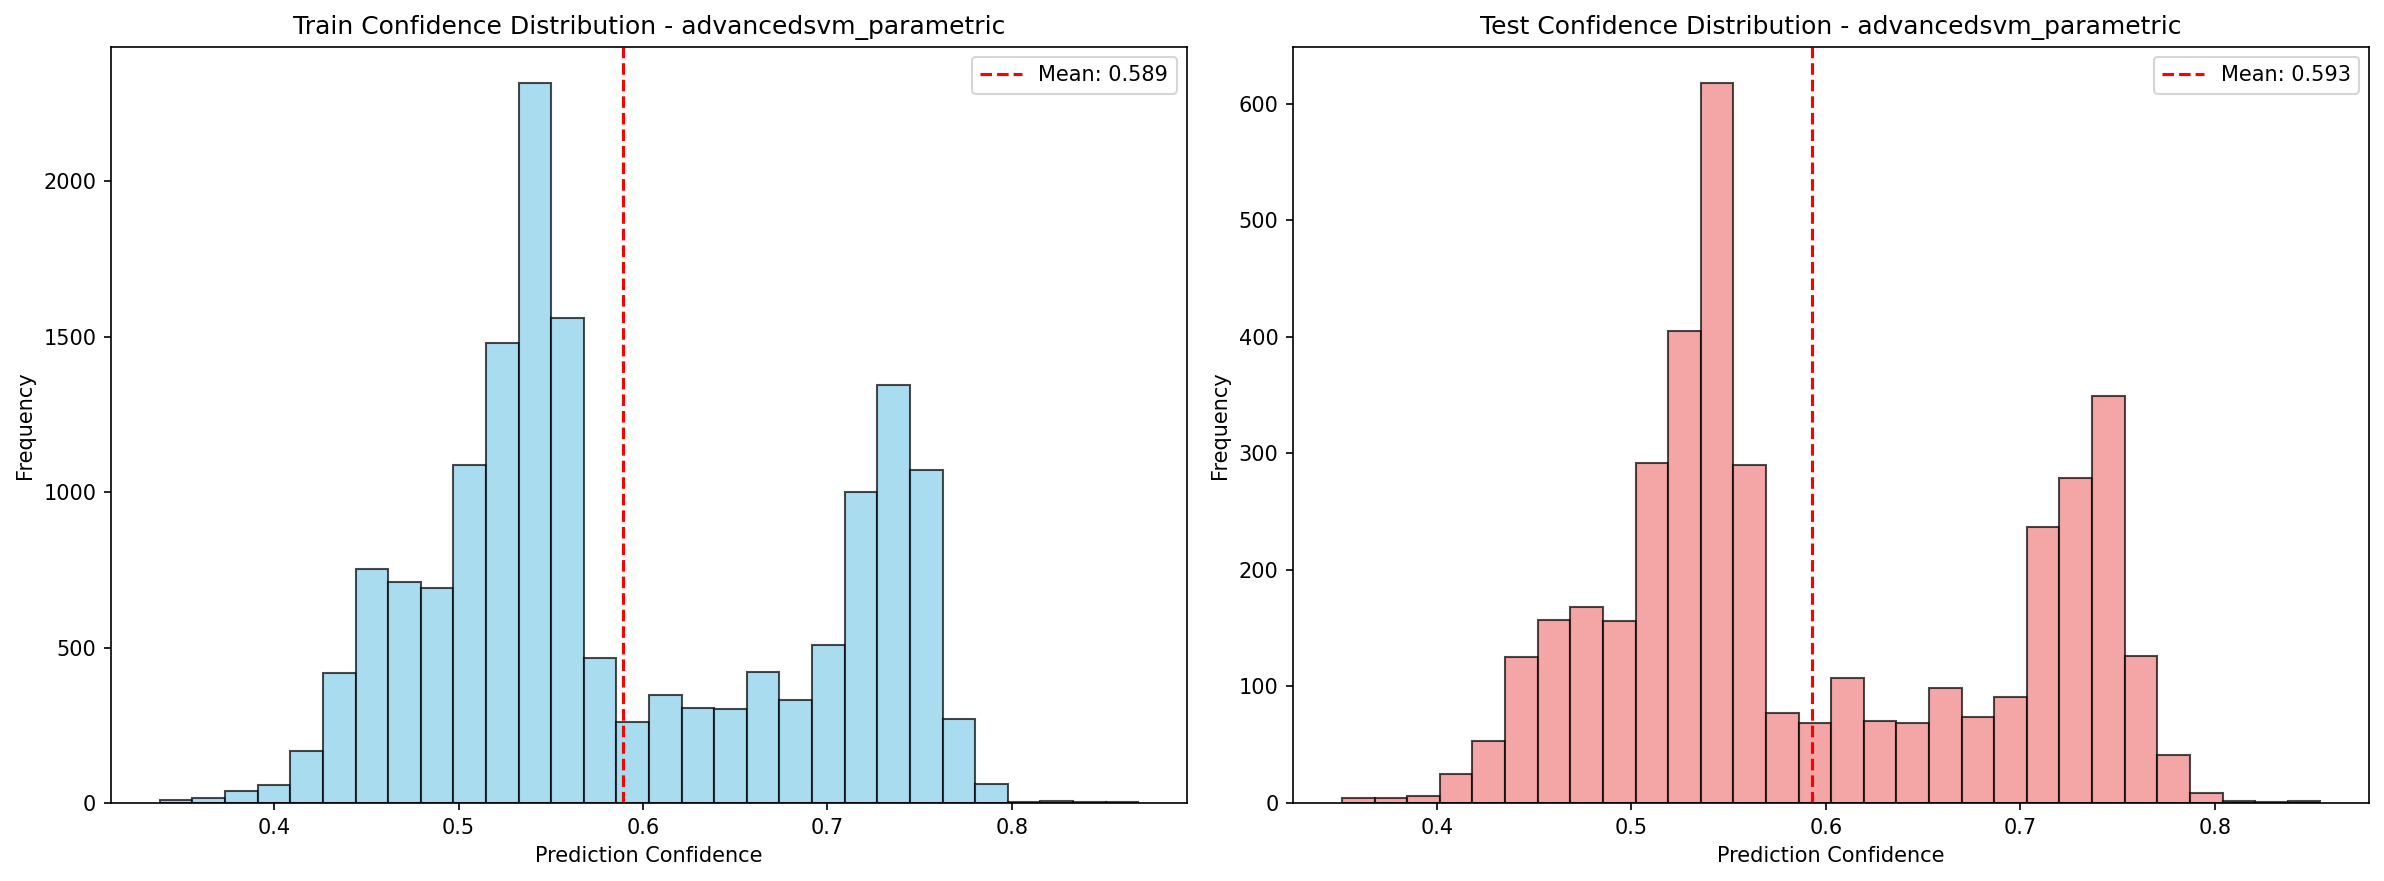 Train Confidence Distribution - advancedsvm_parametric
Mean: 0.589
Frequency
2000
1500
1000
500
0
0.4 0.5 0.6 0.7 0.8
Prediction Confidence
Test Confidence Distribution - advancedsvm_parametric
Mean: 0.593
Frequency
600
500
400
300
200
100
0
0.4 0.5 0.6 0.7 0.8
Prediction Confidence